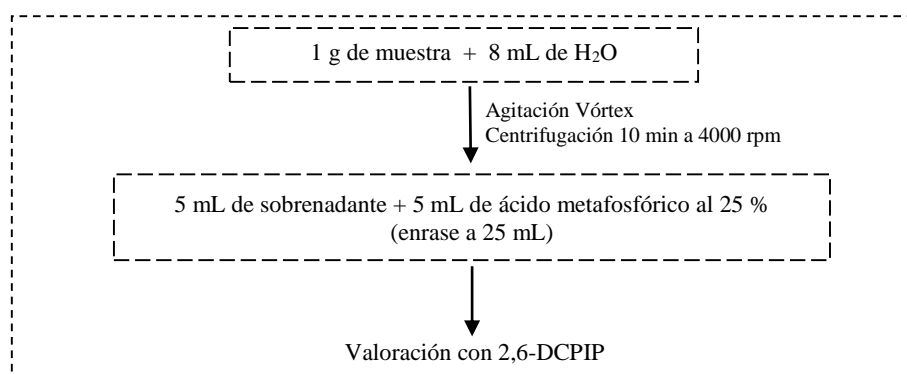 1 g de muestra + 8 mL de H₂O
Agitación Vórtex
Centrifugación 10 min a 4000 rpm
5 mL de sobrenadante + 5 mL de ácido metafosfórico al 25 %
(enrase a 25 mL)
Valoración con 2,6-DCPIP